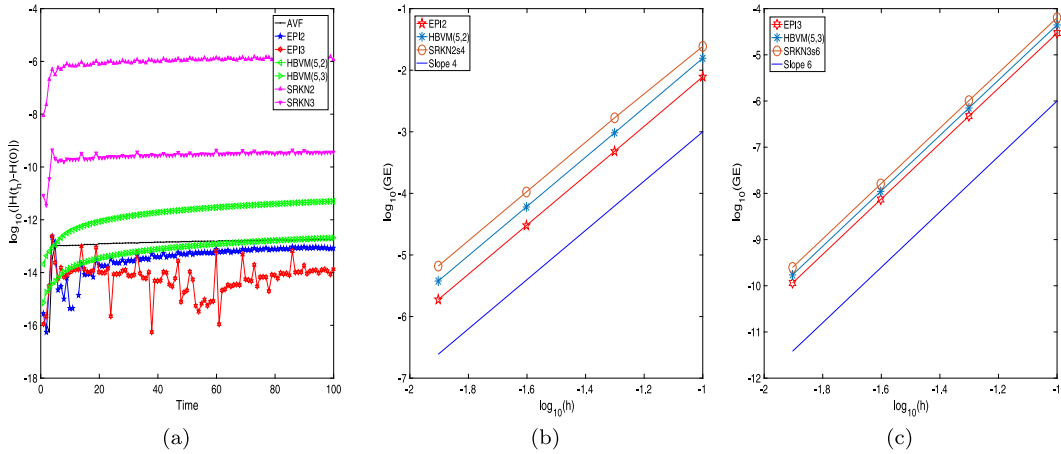 -4
-6
-8
-10
-12
-14
-16
-18
log10(|H(tn)-H(0)|)
0
20
40
60
80
100
Time
AVF
EPI2
EPI3
HBVM(5,2)
HBVM(5,3)
SRKN2
SRKN3
(a)
-1
-2
-3
-4
-5
-6
-7
log10(GE)
-2
-1.8
-1.6
-1.4
-1.2
-1
log10(h)
EPI2
HBVM(5,2)
SRKN2s4
Slope 4
(b)
-4
-5
-6
-7
-8
-9
-10
-11
-12
log10(GE)
-2
-1.8
-1.6
-1.4
-1.2
-1
log10(h)
EPI3
HBVM(5,3)
SRKN3s6
Slope 6
(c)